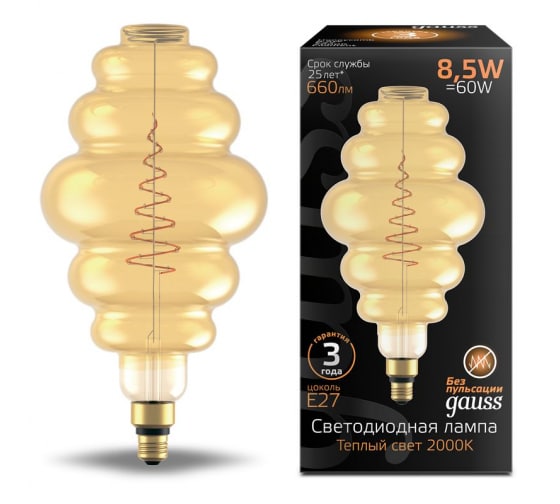 gauss
Срок службы
25 лет*
660лм
8,5W
=60W
гарантия
3
года
цоколь
E27
Без
пульсации
gauss
Светодиодная лампа
Теплый свет 2000K